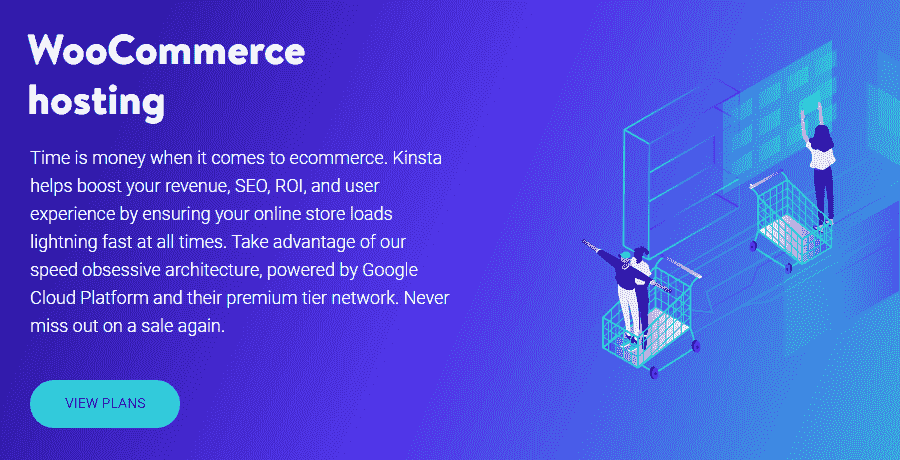 WooCommerce
hosting
Time is money when it comes to ecommerce. Kinsta
helps boost your revenue, SEO, ROI, and user
experience by ensuring your online store loads
lightning fast at all times. Take advantage of our
speed obsessive architecture, powered by Google
Cloud Platform and their premium tier network. Never
miss out on a sale again.
VIEW PLANS